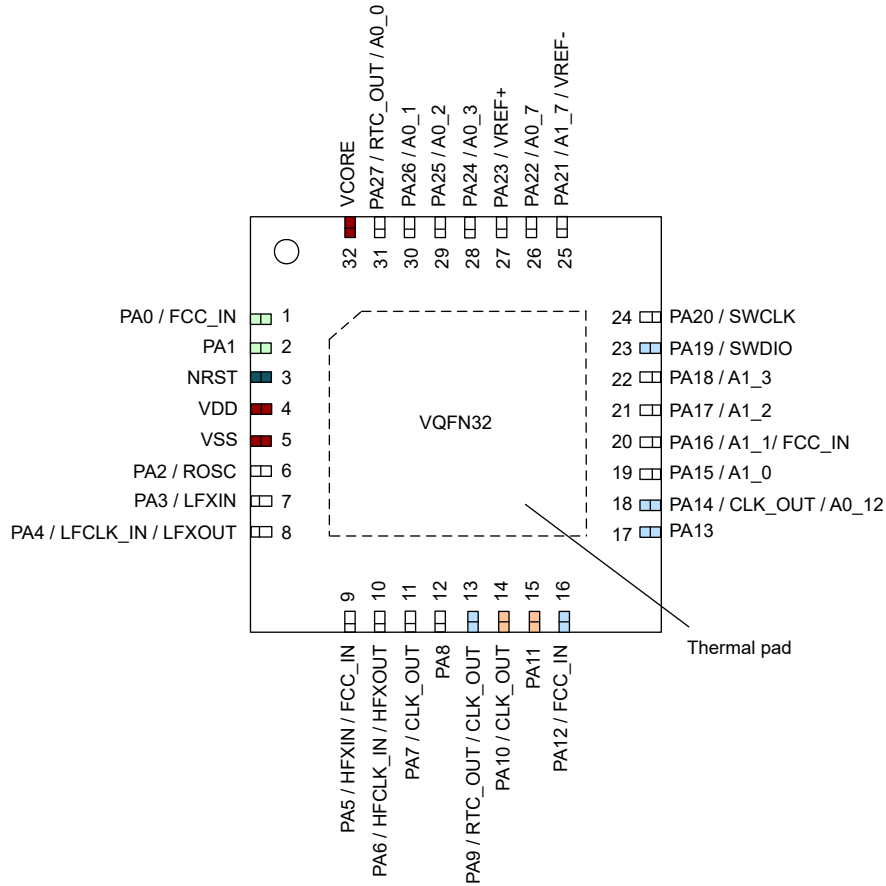 VCORE
PA27 / RTC_OUT / A0_0
PA26 / A0_1
PA25 / A0_2
PA24 / A0_3
PA23 / VREF+
PA22 / A0_7
PA21 / A1_7 / VREF-
32
31
30
29
28
27
26
25
PA0 / FCC_IN 1
PA1 2
NRST 3
VDD 4
VSS 5
PA2 / ROSC 6
PA3 / LFXIN 7
PA4 / LFCLK_IN / LFXOUT 8
VQFN32
24 PA20 / SWCLK
23 PA19 / SWDIO
22 PA18 / A1_3
21 PA17 / A1_2
20 PA16 / A1_1/ FCC_IN
19 PA15 / A1_0
18 PA14 / CLK_OUT / A0_12
17 PA13
9
10
11
12
13
14
15
16
PA5 / HFXIN / FCC_IN
PA6 / HFCLK_IN / HFXOUT
PA7 / CLK_OUT
PA8
PA9 / RTC_OUT / CLK_OUT
PA10 / CLK_OUT
PA11
PA12 / FCC_IN
Thermal pad